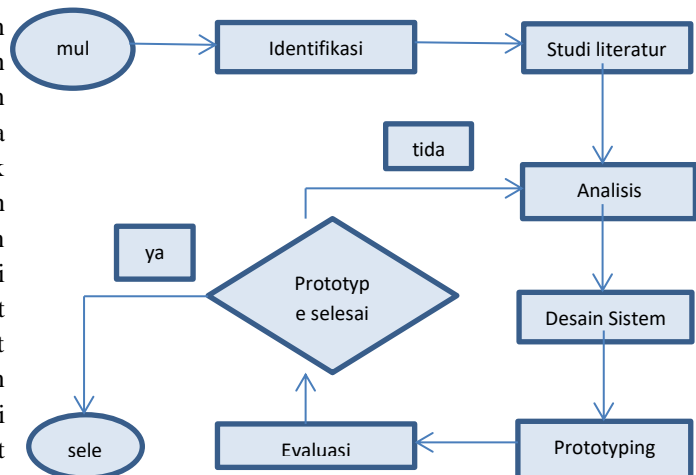 mul
Identifikasi
Studi literatur
tida
Analisis
ya
Prototyp
e selesai
Desain Sistem
sele
Evaluasi
Prototyping